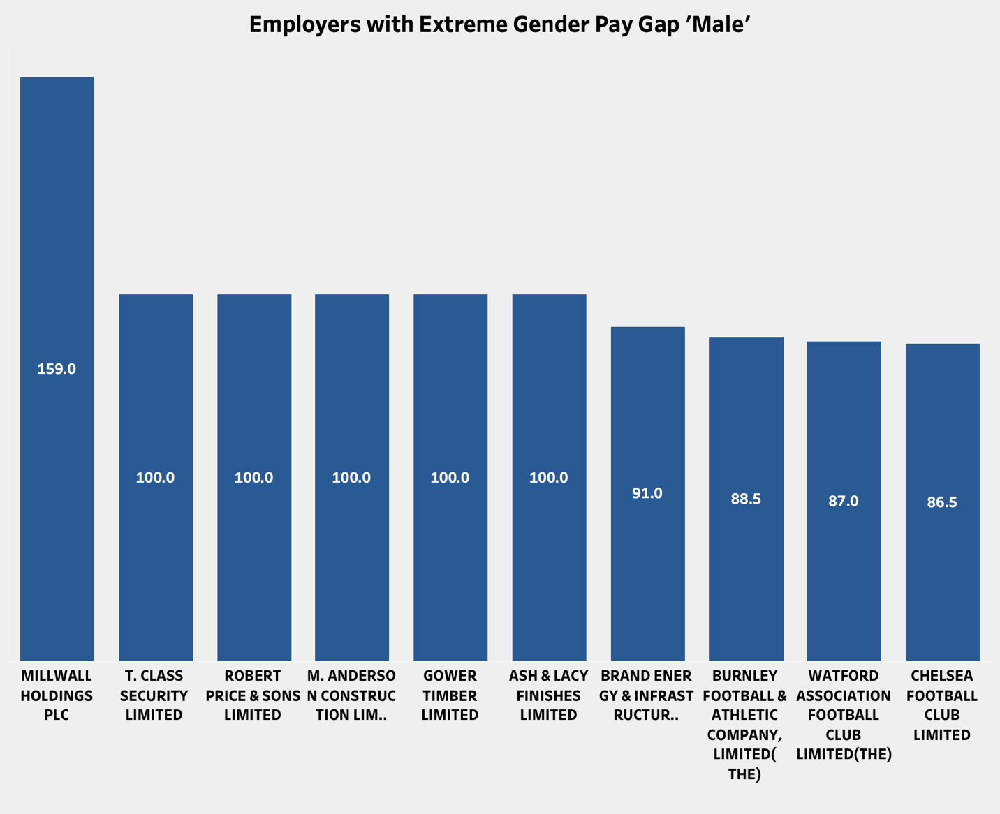 Employers with Extreme Gender Pay Gap 'Male'
159.0
100.0
100.0
100.0
100.0
100.0
91.0
88.5
87.0
86.5
MILLWALL
HOLDINGS
PLC
T. CLASS
SECURITY
LIMITED
ROBERT
PRICE & SONS
LIMITED
M. ANDERSO
N CONSTRUC
TION LIM..
GOWER
TIMBER
LIMITED
ASH & LACY
FINISHES
LIMITED
BRAND ENER
GY & INFRAST
RUCTUR..
BURNLEY
FOOTBALL &
ATHLETIC
COMPANY,
LIMITED(
THE)
WATFORD
ASSOCIATION
FOOTBALL
CLUB
LIMITED(THE)
CHELSEA
FOOTBALL
CLUB
LIMITED